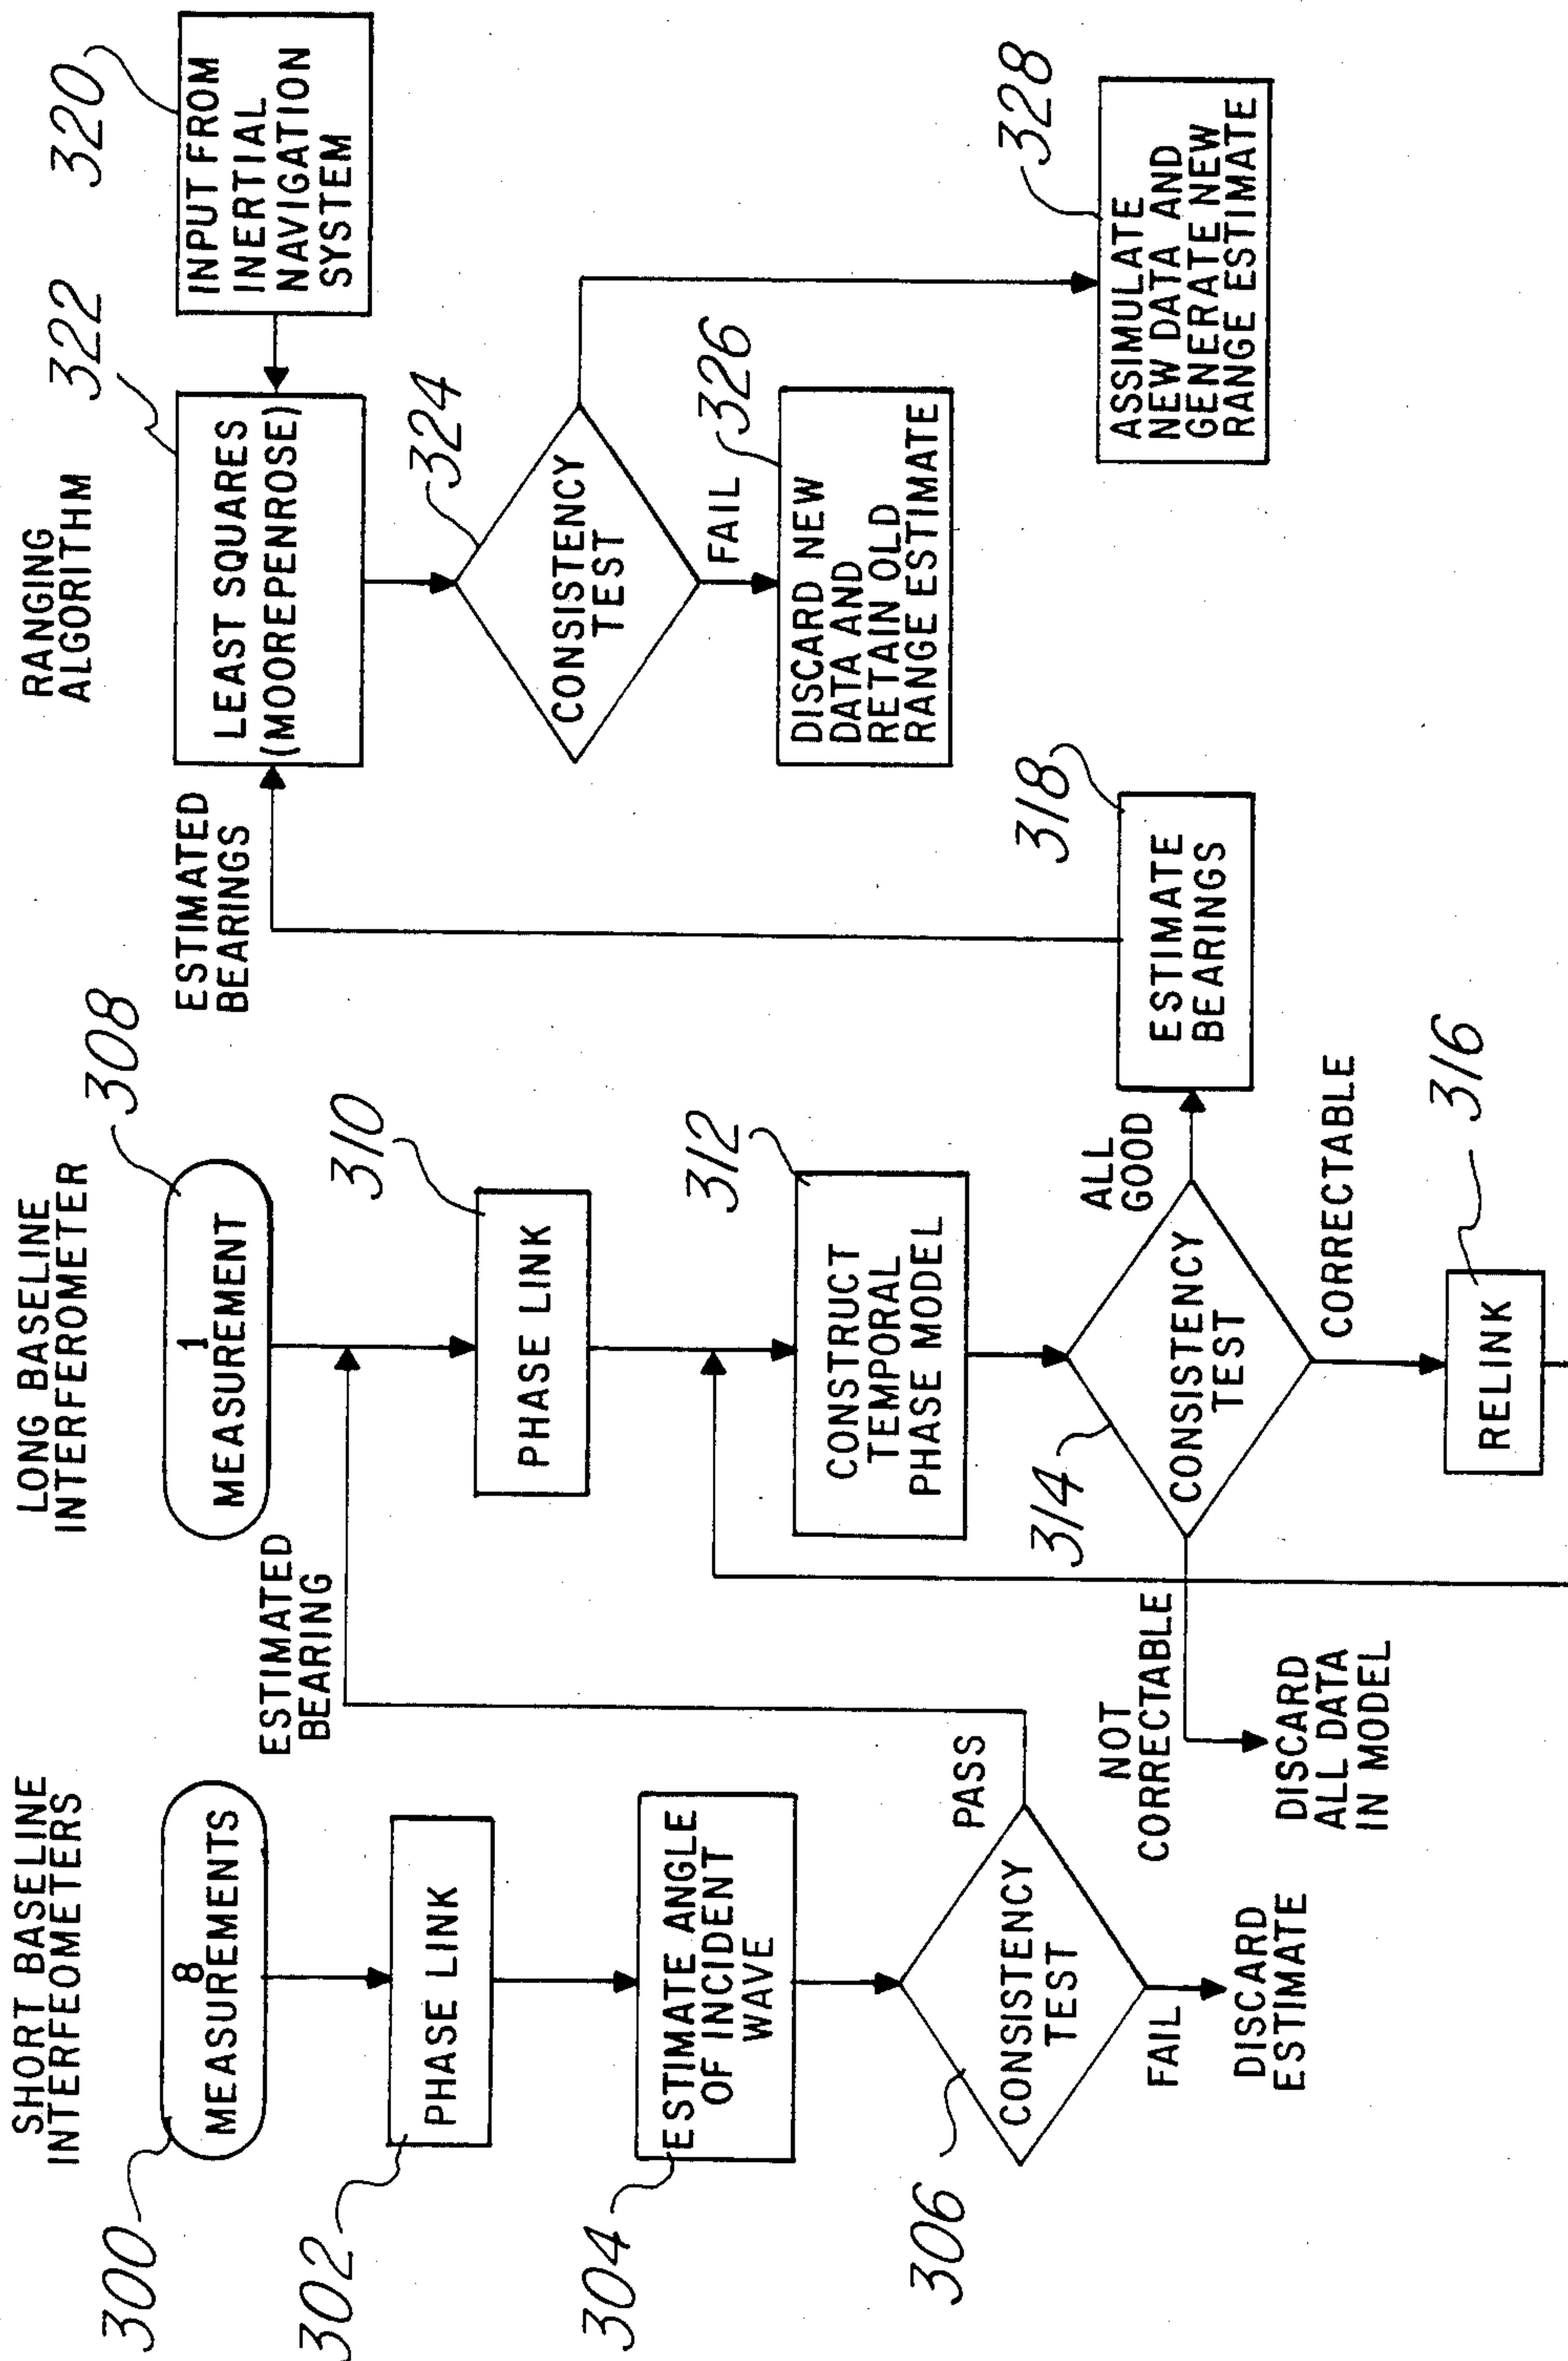 SHORT BASELINE
INTERFEOMETERS
300
8
MEASUREMENTS
302
PHASE LINK
304
ESTIMATE ANGLE
OF INCIDENT
WAVE
306
CONSISTENCY
TEST
PASS
FAIL
DISCARD
ESTIMATE
ESTIMATED
BEARING
LONG BASELINE
INTERFEROMETER
308
1
MEASUREMENT
310
PHASE LINK
312
CONSTRUCT
TEMPORAL
PHASE MODEL
314
CONSISTENCY
TEST
NOT
CORRECTABLE
DISCARD
ALL DATA
IN MODEL
ALL
GOOD
CORRECTABLE
316
RELINK
318
ESTIMATE
BEARINGS
ESTIMATED
BEARINGS
RANGING
ALGORITHM
322
LEAST SQUARES
(MOOREPENROSE)
320
INPUT FROM
INERTIAL
NAVIGATION
SYSTEM
324
CONSISTENCY
TEST
FAIL
326
DISCARD NEW
DATA AND
RETAIN OLD
RANGE ESTIMATE
328
ASSIMULATE
NEW DATA AND
GENERATE NEW
RANGE ESTIMATE